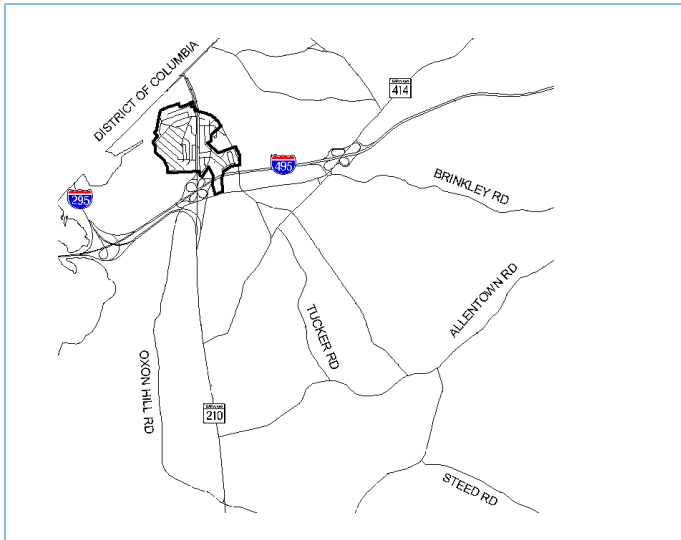 DISTRICT OF COLUMBIA
414
495
295
BRINKLEY RD
ALLENTOWN RD
TUCKER RD
OXON HILL RD
210
STEED RD